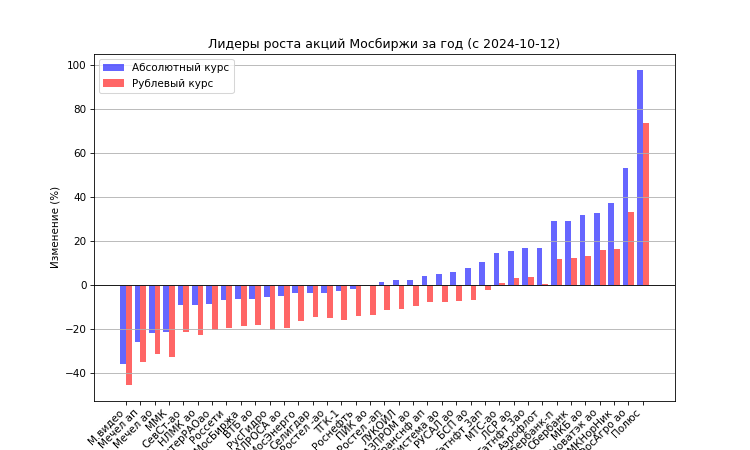 Лидеры роста акций Мосбиржи за год (с 2024-10-12)
Абсолютный курс
Рублевый курс
Изменение (%)
100
80
60
40
20
0
−20
−40
М.видео
Мечел ап
Мечел ао
ММК
СевСт-ао
НЛМК ао
Россети
МосБиржа
ВТБ ао
РусГидро
Селигдар
Ростел -ао
ТГК-1
Роснефть
ПИК ао
Ростел -ап
ЛУКОЙЛ
РУСАЛ ао
БСП ао
МТС-ао
ЛСР ао
Аэрофлот
Сбербанк
МКБ ао
Полюс